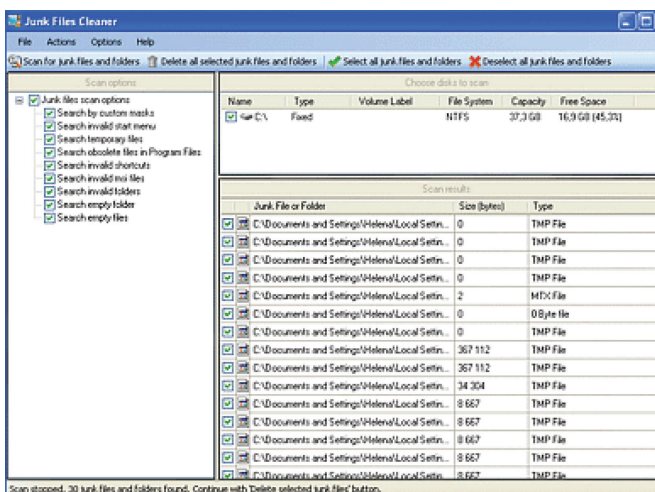 Junk Files Cleaner
File Actions Options Help
Scan for junk files and folders Delete all selected junk files and folders Select all junk files and folders Deselect all junk files and folders
Scan options
Junk files scan options
Search by custom masks
Search invalid start menu
Search temporary files
Search obsolete files in Program Files
Search invalid shortcuts
Search invalid msi files
Search invalid folders
Search empty folder
Search empty files
Choose disks to scan
Name Type Volume Label File System Capacity Free Space
C:\ Fixed NTFS 37,3 GB 16,9 GB (45,3%)
Scan results
Junk File or Folder Size (bytes) Type
C:\Documents and Settings\Helena\Local Settin... 0 TMP File
C:\Documents and Settings\Helena\Local Settin... 0 TMP File
C:\Documents and Settings\Helena\Local Settin... 0 TMP File
C:\Documents and Settings\Helena\Local Settin... 0 TMP File
C:\Documents and Settings\Helena\Local Settin... 2 MTX File
C:\Documents and Settings\Helena\Local Settin... 0 0 Byte file
C:\Documents and Settings\Helena\Local Settin... 0 TMP File
C:\Documents and Settings\Helena\Local Settin... 367 112 TMP File
C:\Documents and Settings\Helena\Local Settin... 367 112 TMP File
C:\Documents and Settings\Helena\Local Settin... 34 304 TMP File
C:\Documents and Settings\Helena\Local Settin... 8 667 TMP File
C:\Documents and Settings\Helena\Local Settin... 8 667 TMP File
C:\Documents and Settings\Helena\Local Settin... 8 667 TMP File
C:\Documents and Settings\Helena\Local Settin... 8 667 TMP File
C:\Documents and Settings\Helena\Local Settin... 8 667 TMP File
Scan stopped. 30 junk files and folders found. Continue with 'Delete selected junk files' button.